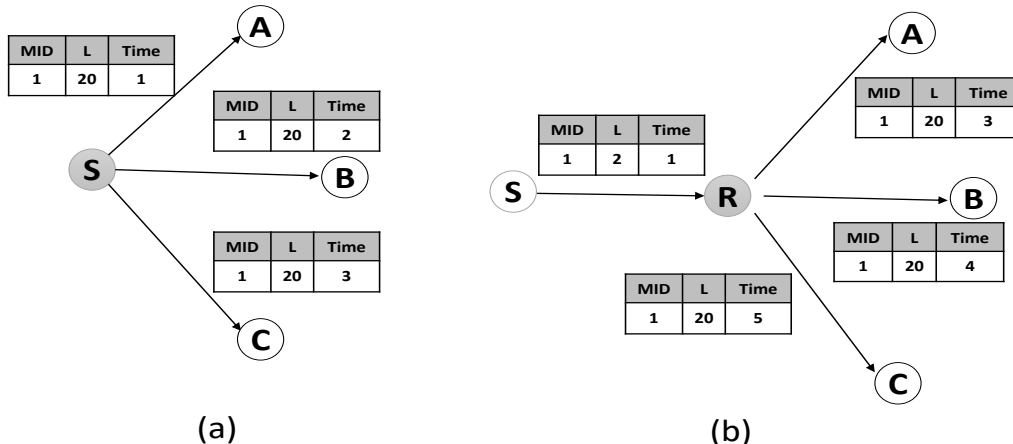 A
MID L Time
1 20 1
MID L Time
1 20 2
S
B
MID L Time
1 20 3
C
(a)
A
MID L Time
1 20 3
MID L Time
1 2 1
S
R
B
MID L Time
1 20 4
MID L Time
1 20 5
C
(b)